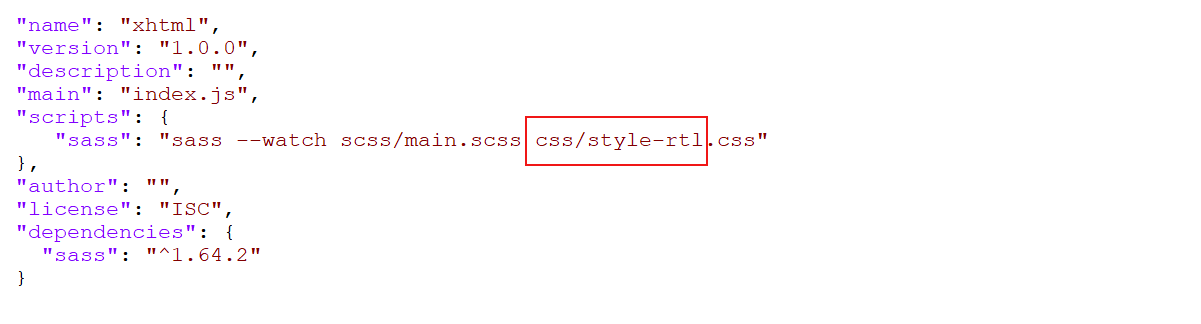 "name": "xhtml",
"version": "1.0.0",
"description": "",
"main": "index.js",
"scripts": {
"sass": "sass --watch scss/main.scss css/style-rtl.css"
},
"author": "",
"license": "ISC",
"dependencies": {
"sass": "^1.64.2"
}